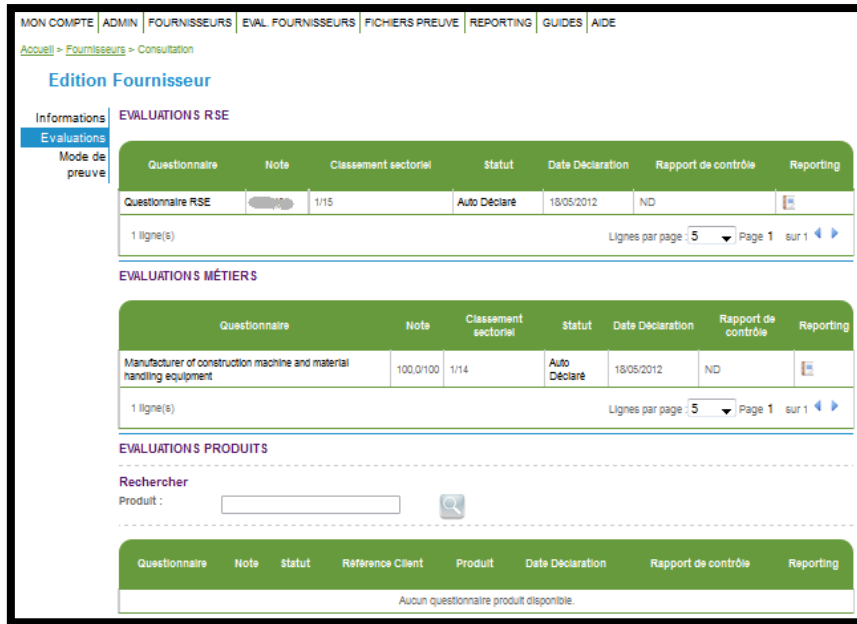 MON COMPTE ADMIN FOURNISSEURS EVAL. FOURNISSEURS FICHIERS PREUVE REPORTING GUIDES AIDE
Accueil > Fournisseurs > Consultation
Edition Fournisseur
Informations
Evaluations
Mode de
preuve
EVALUATIONS RSE
Questionnaire Note Classement sectoriel Statut Date Déclaration Rapport de contrôle Reporting
Questionnaire RSE 1/15 Auto Déclaré 18/05/2012 ND
1 ligne(s) Lignes par page : 5 Page 1 sur 1
EVALUATIONS MÉTIERS
Questionnaire Note Classement sectoriel Statut Date Déclaration Rapport de contrôle Reporting
Manufacturer of construction machine and material
handling equipment 100,0/100 1/14 Auto Déclaré 18/05/2012 ND
1 ligne(s) Lignes par page : 5 Page 1 sur 1
EVALUATIONS PRODUITS
Rechercher
Produit :
Questionnaire Note Statut Référence Client Produit Date Déclaration Rapport de contrôle Reporting
Aucun questionnaire produit disponible.